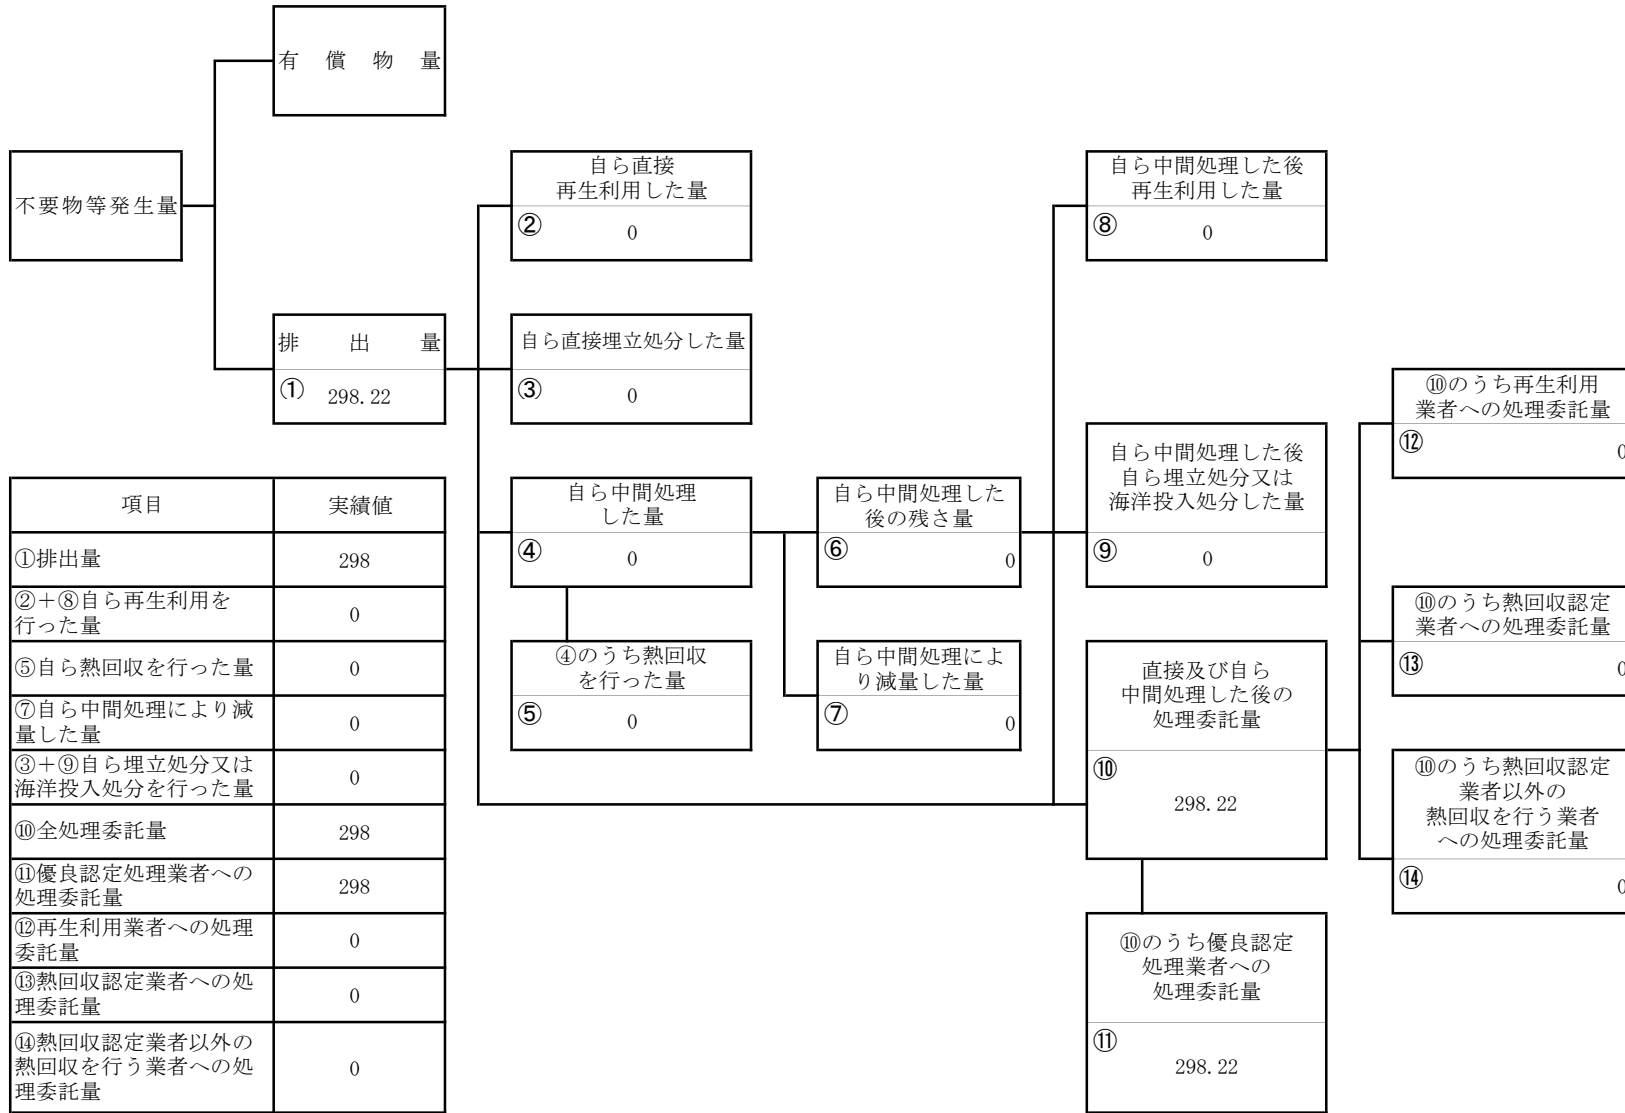 有償物量
不要物等発生量
排出量
① 298.22
自ら直接
再生利用した量
② 0
自ら直接埋立処分した量
③ 0
自ら中間処理
した量
④ 0
④のうち熱回収
を行った量
⑤ 0
自ら中間処理した
後の残さ量
⑥ 0
自ら中間処理によ
り減量した量
⑦ 0
自ら中間処理した後
再生利用した量
⑧ 0
自ら中間処理した後
自ら埋立処分又は
海洋投入処分した量
⑨ 0
直接及び自ら
中間処理した後の
処理委託量
⑩
298.22
⑩のうち優良認定
処理業者への
処理委託量
⑪
298.22
⑩のうち再生利用
業者への処理委託量
⑫ 0
⑩のうち熱回収認定
業者への処理委託量
⑬ 0
⑩のうち熱回収認定
業者以外の
熱回収を行う業者
への処理委託量
⑭ 0
項目 実績値
①排出量 298
②+⑧自ら再生利用を
行った量 0
⑤自ら熱回収を行った量 0
⑦自ら中間処理により減
量した量 0
③+⑨自ら埋立処分又は
海洋投入処分を行った量 0
⑩全処理委託量 298
⑪優良認定処理業者への
処理委託量 298
⑫再生利用業者への処理
委託量 0
⑬熱回収認定業者への処
理委託量 0
⑭熱回収認定業者以外の
熱回収を行う業者への処
理委託量 0